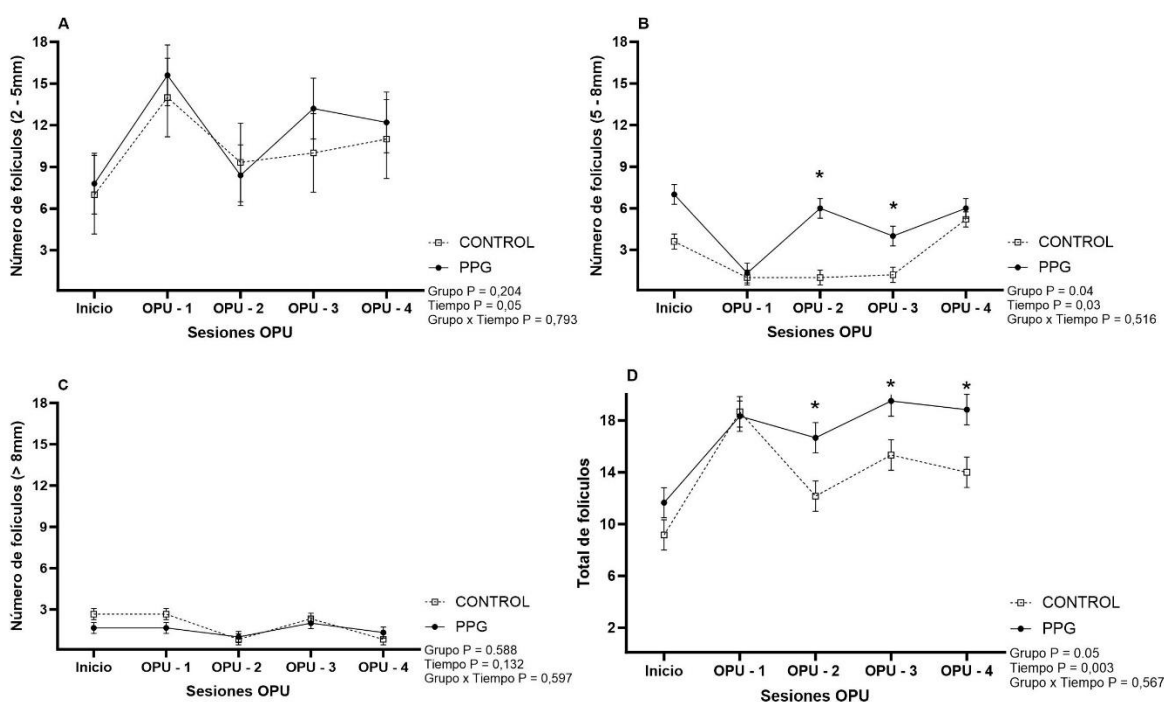 A
Número de folículos (2 - 5mm)
18
15
12
9
6
3
Inicio OPU - 1 OPU - 2 OPU - 3 OPU - 4
Sesiones OPU
CONTROL
PPG
Grupo P = 0,204
Tiempo P = 0,05
Grupo x Tiempo P = 0,793
B
Número de folículos (5 - 8mm)
18
15
12
9
6
3
* *
Inicio OPU - 1 OPU - 2 OPU - 3 OPU - 4
Sesiones OPU
CONTROL
PPG
Grupo P = 0.04
Tiempo P = 0,03
Grupo x Tiempo P = 0,516
C
Número de folículos (> 8mm)
18
15
12
9
6
3
Inicio OPU - 1 OPU - 2 OPU - 3 OPU - 4
Sesiones OPU
CONTROL
PPG
Grupo P = 0.588
Tiempo P = 0,132
Grupo x Tiempo P = 0,597
D
Total de folículos
18
14
10
6
2
* * *
Inicio OPU - 1 OPU - 2 OPU - 3 OPU - 4
Sesiones OPU
CONTROL
PPG
Grupo P = 0.05
Tiempo P = 0,003
Grupo x Tiempo P = 0,567